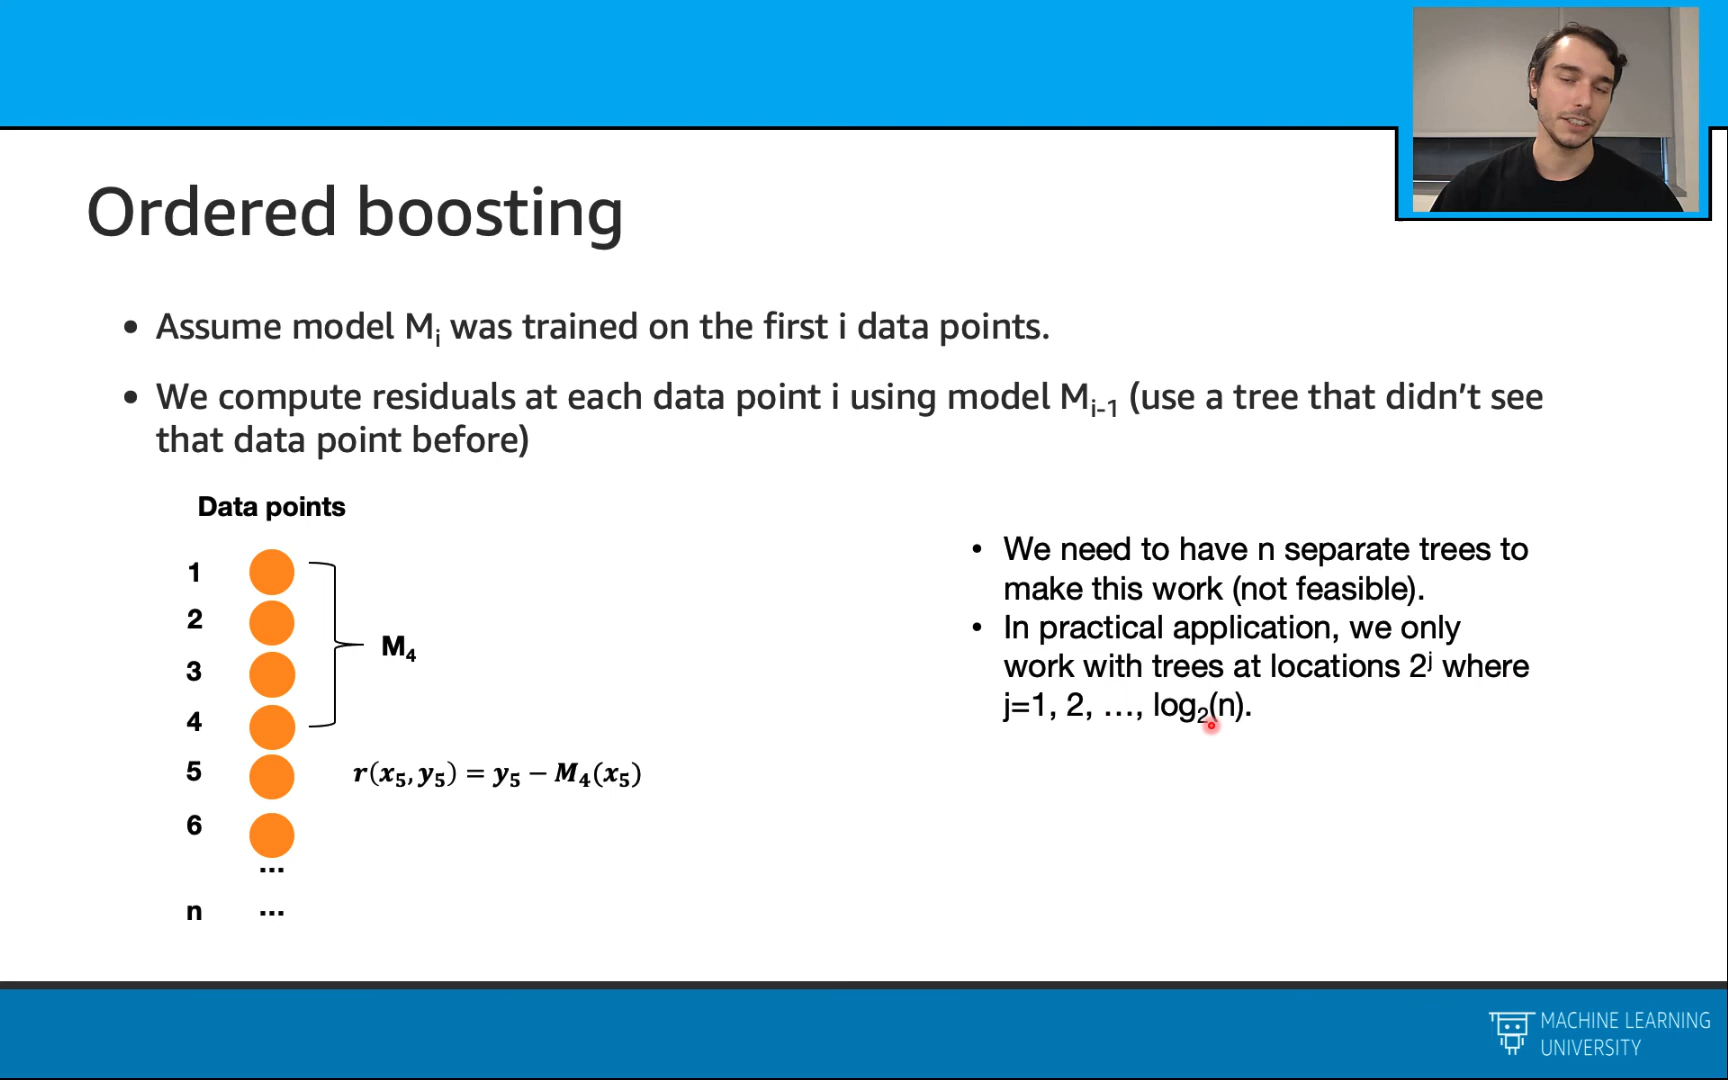 Ordered boosting
• Assume model Mᵢ was trained on the first i data points.
• We compute residuals at each data point i using model Mᵢ₋₁ (use a tree that didn’t see
that data point before)
Data points
1
2
3
4
5
6
...
n ...
M₄
r(x₅, y₅) = y₅ − M₄(x₅)
• We need to have n separate trees to
make this work (not feasible).
• In practical application, we only
work with trees at locations 2ʲ where
j=1, 2, …, log₂(n).
MACHINE LEARNING
UNIVERSITY